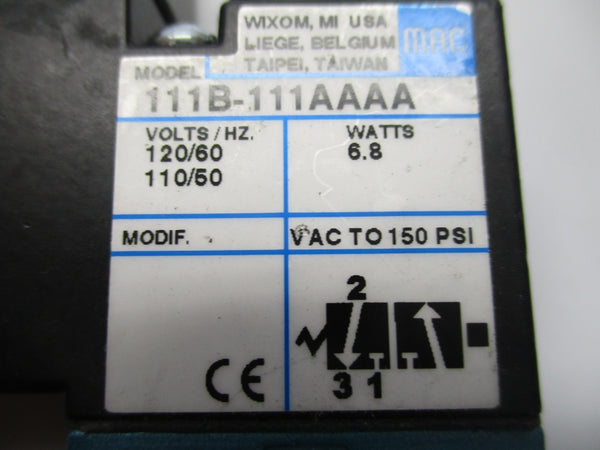 WIXOM, MI USA
LIEGE, BELGIUM
TAIPEI, TAIWAN
MAC
MODEL
111B-111AAAA
VOLTS/HZ.
120/60
110/50
WATTS
6.8
MODIF.
VAC TO 150 PSI
2
3 1
CE